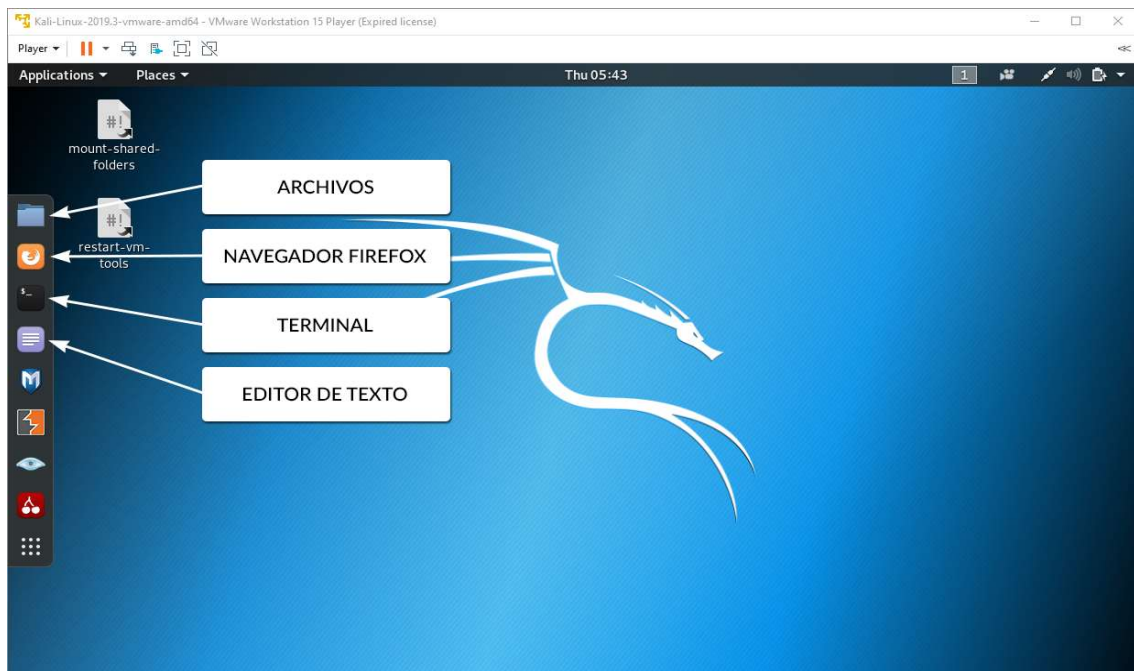 Kali-Linux-2019.3-vmware-amd64 - VMware Workstation 15 Player (Expired license)
Player
Applications Places Thu 05:43 1
#!
mount-shared-
folders
ARCHIVOS
#!
restart-vm-
tools
NAVEGADOR FIREFOX
$_
TERMINAL
EDITOR DE TEXTO